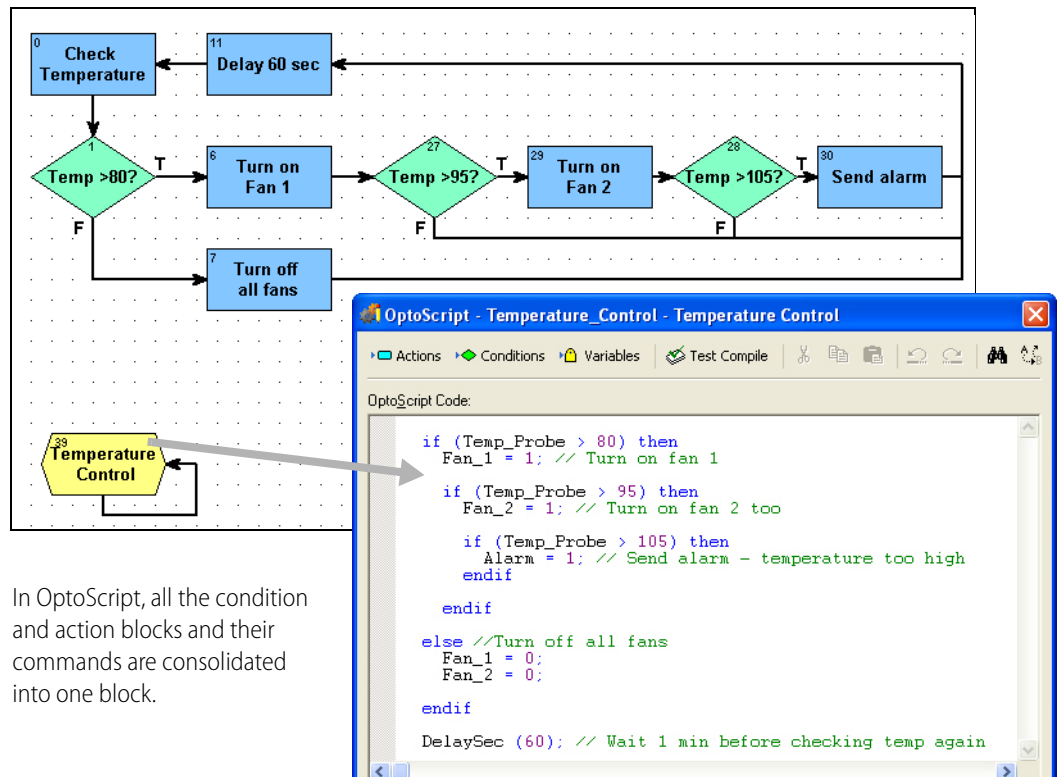 0
Check
Temperature
11
Delay 60 sec
1
Temp >80?
T
F
6
Turn on
Fan 1
27
Temp >95?
T
F
29
Turn on
Fan 2
28
Temp >105?
T
F
30
Send alarm
7
Turn off
all fans
39
Temperature
Control
OptoScript - Temperature_Control - Temperature Control
Actions Conditions Variables Test Compile
OptoScript Code:
if (Temp_Probe > 80) then
Fan_1 = 1; // Turn on fan 1
if (Temp_Probe > 95) then
Fan_2 = 1; // Turn on fan 2 too
if (Temp_Probe > 105) then
Alarm = 1; // Send alarm - temperature too high
endif
endif
else //Turn off all fans
Fan_1 = 0;
Fan_2 = 0;
endif
DelaySec (60); // Wait 1 min before checking temp again
In OptoScript, all the condition
and action blocks and their
commands are consolidated
into one block.